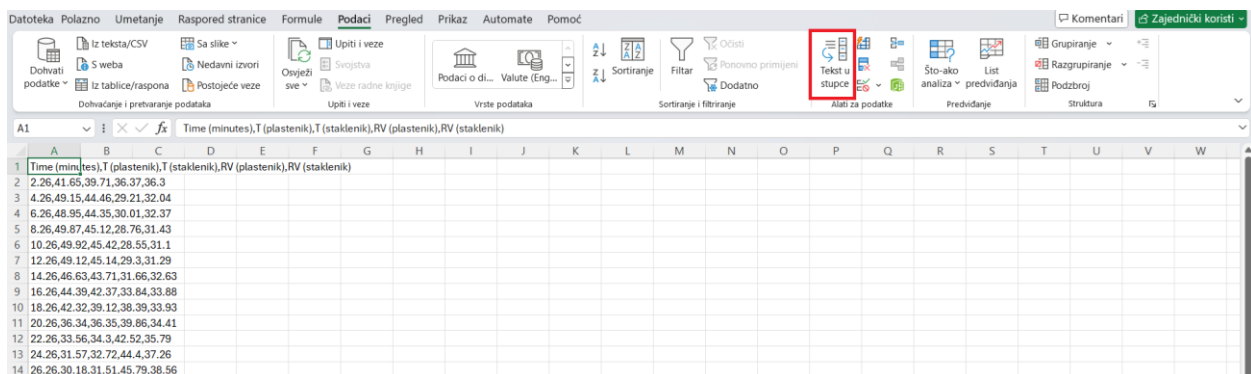 Datoteka Polazno Umetanje Raspored stranice Formule Podaci Pregled Prikaz Automate Pomoć Komentari Zajednički koristi
Dohvati podatke
Iz teksta/CSV
S weba
Iz tablice/raspona
Sa slike
Nedavni izvori
Postojeće veze
Dohvaćanje i pretvaranje podataka
Osvježi sve
Upiti i veze
Svojstva
Veze radne knjige
Upiti i veze
Podaci o di... Valute (Eng...
Vrste podataka
Sortiranje
Filtar
Očisti
Ponovno primijeni
Dodatno
Sortiranje i filtriranje
Tekst u stupce
Alati za podatke
Što-ako analiza
List predviđanja
Predviđanje
Grupiranje
Razgrupiranje
Podzbroj
Struktura
A1 fx Time (minutes),T (plastenik),T (staklenik),RV (plastenik),RV (staklenik)
A B C D E F G H I J K L M N O P Q R S T U V W
1 Time (minutes),T (plastenik),T (staklenik),RV (plastenik),RV (staklenik)
2 2.26,41.65,39.71,36.37,36.3
3 4.26,49.15,44.46,29.21,32.04
4 6.26,48.95,44.35,30.01,32.37
5 8.26,49.87,45.12,28.76,31.43
6 10.26,49.92,45.42,28.55,31.1
7 12.26,49.12,45.14,29.3,31.29
8 14.26,46.63,43.71,31.66,32.63
9 16.26,44.39,42.37,33.84,33.88
10 18.26,42.32,39.12,38.39,33.93
11 20.26,36.34,36.35,39.86,34.41
12 22.26,33.56,34.3,42.52,35.79
13 24.26,31.57,32.72,44.4,37.26
14 26.26,30.18,31.51,45.79,38.56